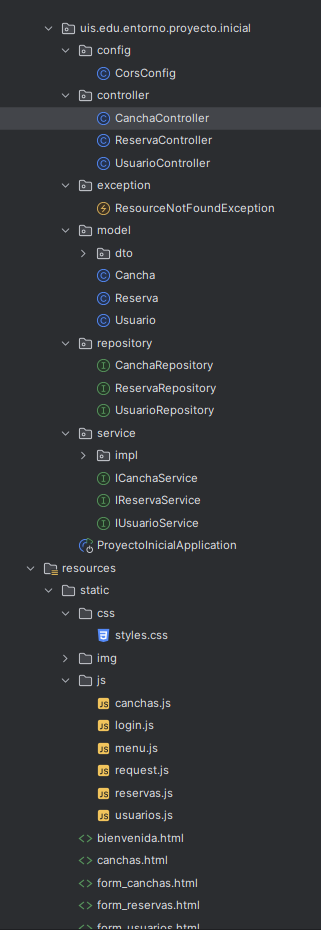 uis.edu.entorno.proyecto.inicial
config
CorsConfig
controller
CanchaController
ReservaController
UsuarioController
exception
ResourceNotFoundException
model
dto
Cancha
Reserva
Usuario
repository
CanchaRepository
ReservaRepository
UsuarioRepository
service
impl
ICanchaService
IReservaService
IUsuarioService
ProyectoInicialApplication
resources
static
css
styles.css
img
js
canchas.js
login.js
menu.js
request.js
reservas.js
usuarios.js
bienvenida.html
canchas.html
form_canchas.html
form_reservas.html
form_usuarios.html